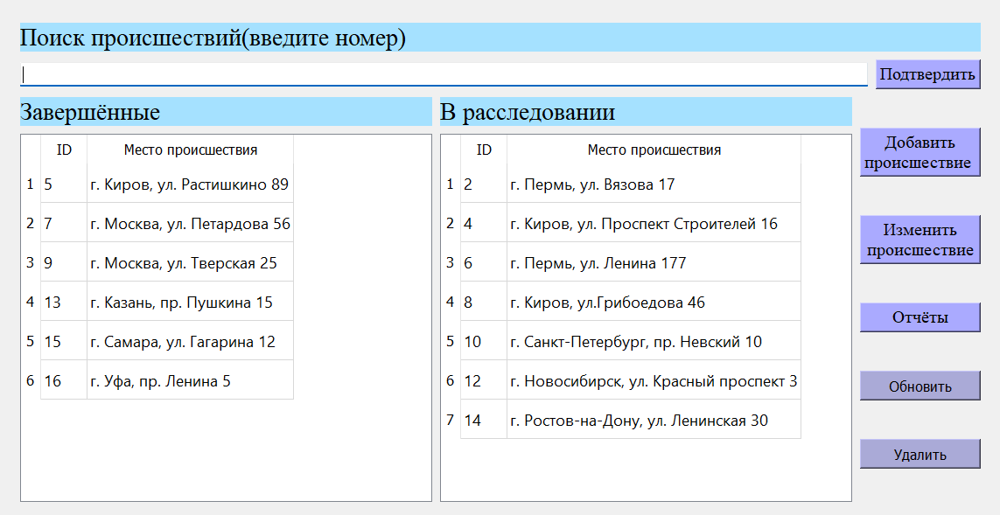 Поиск происшествий(введите номер)
Подтвердить
Завершённые
ID Место происшествия
1 5 г. Киров, ул. Растишкино 89
2 7 г. Москва, ул. Петардова 56
3 9 г. Москва, ул. Тверская 25
4 13 г. Казань, пр. Пушкина 15
5 15 г. Самара, ул. Гагарина 12
6 16 г. Уфа, пр. Ленина 5
В расследовании
ID Место происшествия
1 2 г. Пермь, ул. Вязова 17
2 4 г. Киров, ул. Проспект Строителей 16
3 6 г. Пермь, ул. Ленина 177
4 8 г. Киров, ул.Грибоедова 46
5 10 г. Санкт-Петербург, пр. Невский 10
6 12 г. Новосибирск, ул. Красный проспект 3
7 14 г. Ростов-на-Дону, ул. Ленинская 30
Добавить
происшествие
Изменить
происшествие
Отчёты
Обновить
Удалить